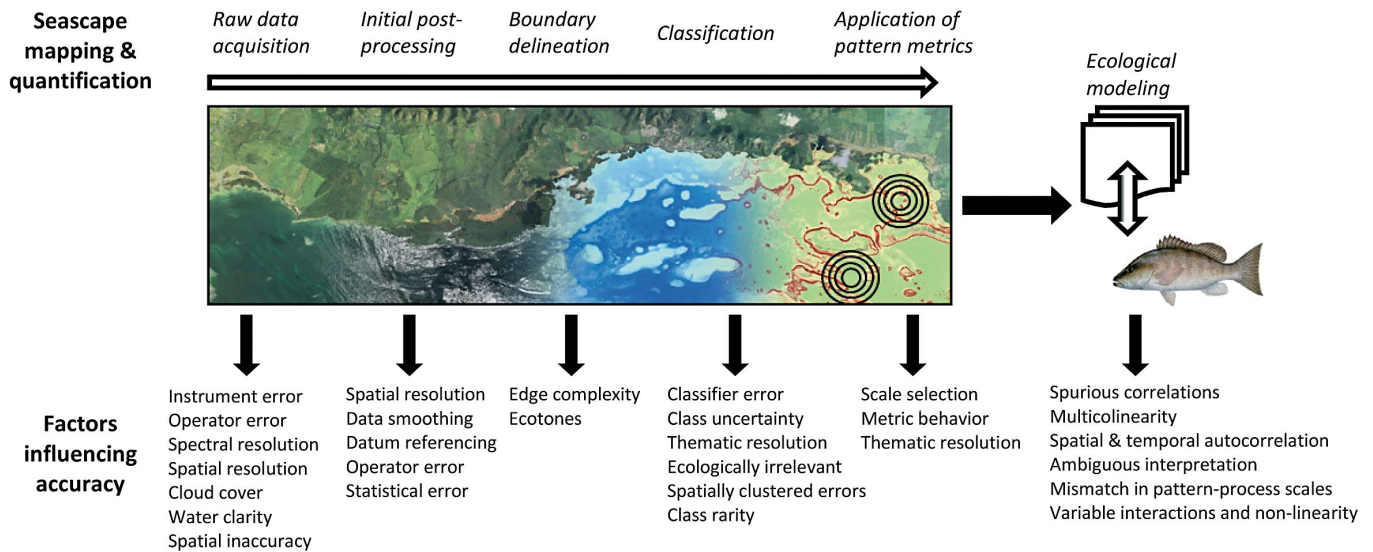 Seascape
mapping &
quantification
Raw data
acquisition
Initial post-
processing
Boundary
delineation
Classification
Application of
pattern metrics
Ecological
modeling
Factors
influencing
accuracy
Instrument error
Operator error
Spectral resolution
Spatial resolution
Cloud cover
Water clarity
Spatial inaccuracy
Spatial resolution
Data smoothing
Datum referencing
Operator error
Statistical error
Edge complexity
Ecotones
Classifier error
Class uncertainty
Thematic resolution
Ecologically irrelevant
Spatially clustered errors
Class rarity
Scale selection
Metric behavior
Thematic resolution
Spurious correlations
Multicolinearity
Spatial & temporal autocorrelation
Ambiguous interpretation
Mismatch in pattern-process scales
Variable interactions and non-linearity